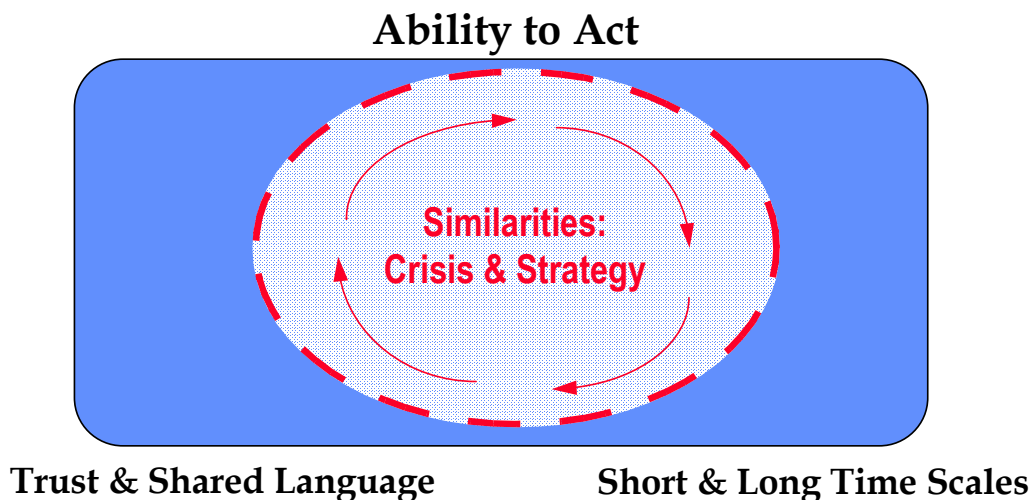 Ability to Act
Similarities:
Crisis & Strategy
Trust & Shared Language
Short & Long Time Scales